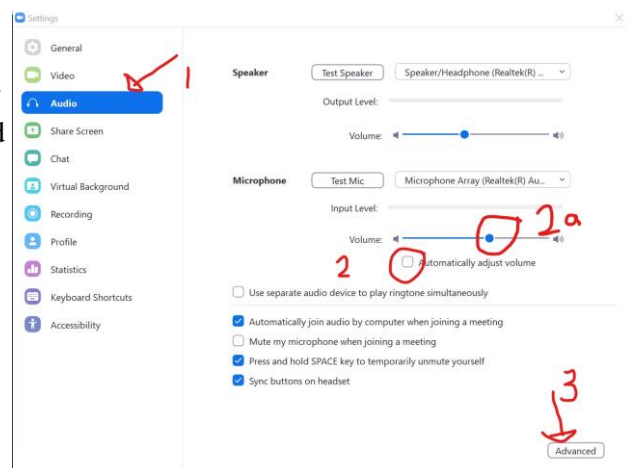 Settings
General
Video
Audio
Share Screen
Chat
Virtual Background
Recording
Profile
Statistics
Keyboard Shortcuts
Accessibility
1
Speaker Test Speaker Speaker/Headphone (Realtek(R) ...
Output Level:
Volume:
Microphone Test Mic Microphone Array (Realtek(R) Au...
Input Level:
2a
Volume:
2 Automatically adjust volume
Use separate audio device to play ringtone simultaneously
Automatically join audio by computer when joining a meeting
Mute my microphone when joining a meeting
Press and hold SPACE key to temporarily unmute yourself
Sync buttons on headset
3
Advanced